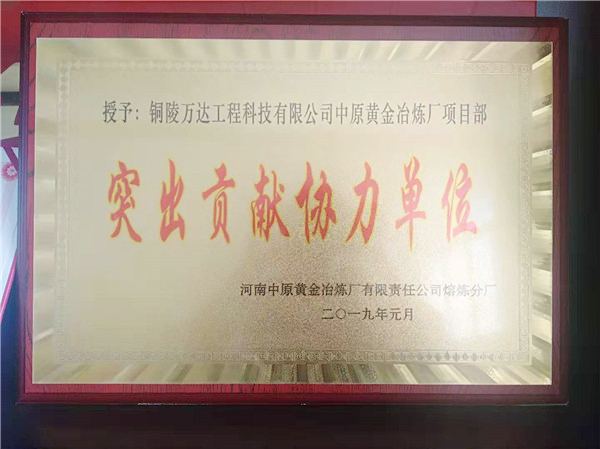 授予：铜陵万达工程科技有限公司中原黄金冶炼厂项目部
突出贡献协力单位
河南中原黄金冶炼厂有限责任公司熔炼分厂
二〇一九年元月